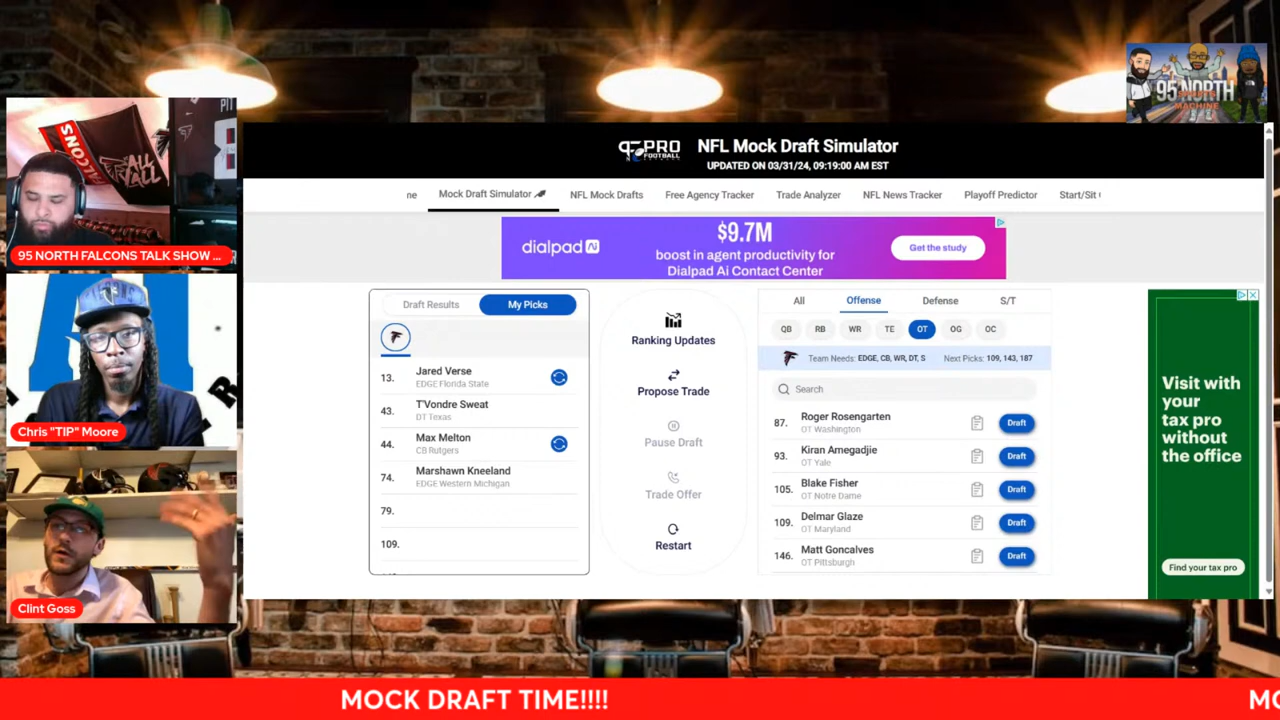 95 NORTH
MACHINE
FALCONS
95 NORTH FALCONS TALK SHOW ...
Chris "TIP" Moore
Clint Goss
PRO
FOOTBALL
NETWORK
NFL Mock Draft Simulator
UPDATED ON 03/31/24, 09:19:00 AM EST
ne
Mock Draft Simulator
NFL Mock Drafts
Free Agency Tracker
Trade Analyzer
NFL News Tracker
Playoff Predictor
Start/Sit
dialpad Ai
$9.7M
boost in agent productivity for
Dialpad Ai Contact Center
Get the study
Draft Results
My Picks
13.
Jared Verse
EDGE Florida State
43.
T'Vondre Sweat
DT Texas
44.
Max Melton
CB Rutgers
74.
Marshawn Kneeland
EDGE Western Michigan
79.
109.
Ranking Updates
Propose Trade
Pause Draft
Trade Offer
Restart
All
Offense
Defense
S/T
QB
RB
WR
TE
OT
OG
OC
Team Needs: EDGE, CB, WR, DT, S
Next Picks: 109, 143, 187
Search
87.
Roger Rosengarten
OT Washington
Draft
93.
Kiran Amegadjie
OT Yale
Draft
105.
Blake Fisher
OT Notre Dame
Draft
109.
Delmar Glaze
OT Maryland
Draft
146.
Matt Goncalves
OT Pittsburgh
Draft
Visit with
your
tax pro
without
the office
Find your tax pro
MOCK DRAFT TIME!!!!
MO